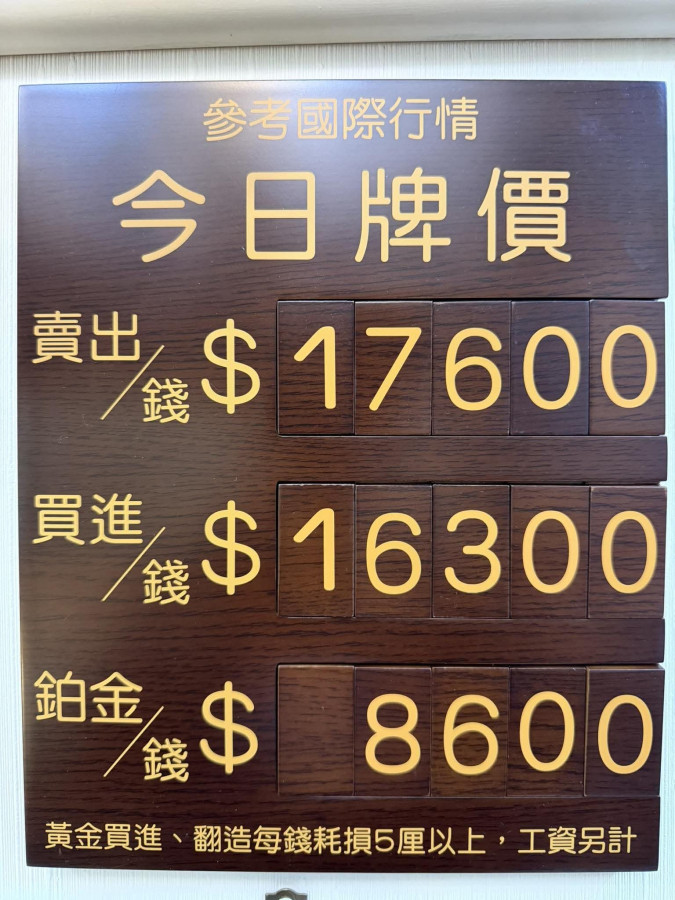 參考國際行情
今日牌價
賣出/錢 $17600
買進/錢 $16300
鉑金/錢 $8600
黃金買進、翻造每錢耗損5厘以上,工資另計